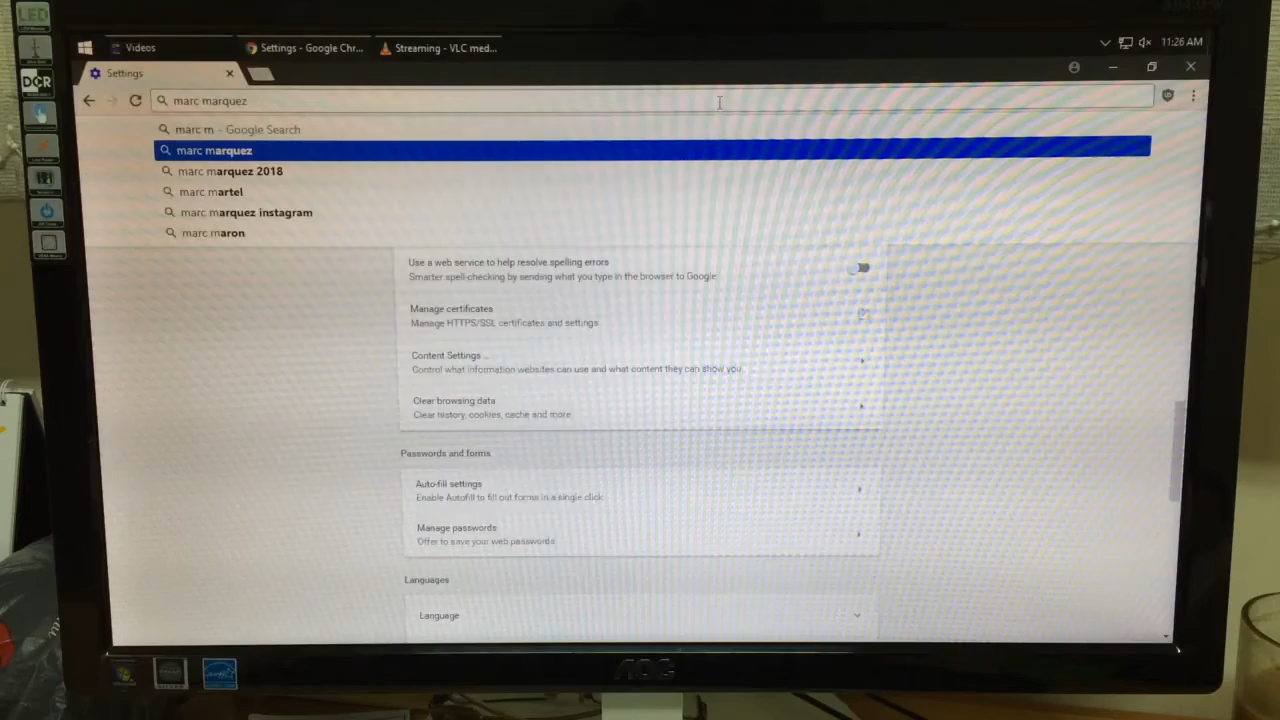 LED
DCR
Videos
Settings - Google Chr...
Streaming - VLC med...
11:26 AM
Settings
marc marquez
marc m - Google Search
marc marquez
marc marquez 2018
marc martel
marc marquez instagram
marc maron
Use a web service to help resolve spelling errors
Smarter spell-checking by sending what you type in the browser to Google
Manage certificates
Manage HTTPS/SSL certificates and settings
Content Settings...
Control what information websites can use and what content they can show you
Clear browsing data
Clear history, cookies, cache and more
Passwords and forms
Auto-fill settings
Enable Autofill to fill out forms in a single click
Manage passwords
Offer to save your web passwords
Languages
Language
AOC